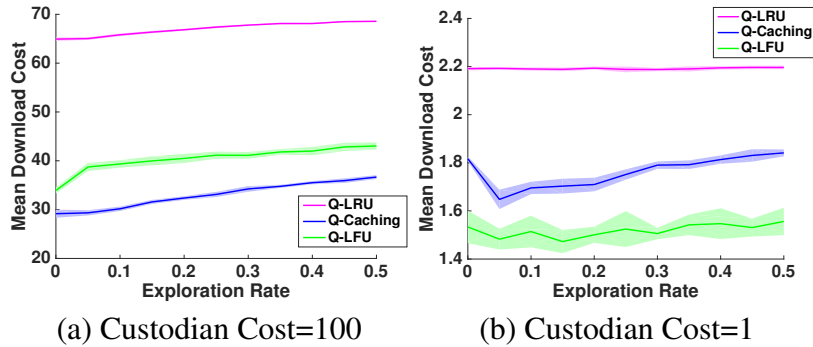 Mean Download Cost
70
60
50
40
30
20
Q-LRU
Q-Caching
Q-LFU
0 0.1 0.2 0.3 0.4 0.5
Exploration Rate
(a) Custodian Cost=100
Mean Download Cost
2.4
2.2
2
1.8
1.6
1.4
Q-LRU
Q-Caching
Q-LFU
0 0.1 0.2 0.3 0.4 0.5
Exploration Rate
(b) Custodian Cost=1